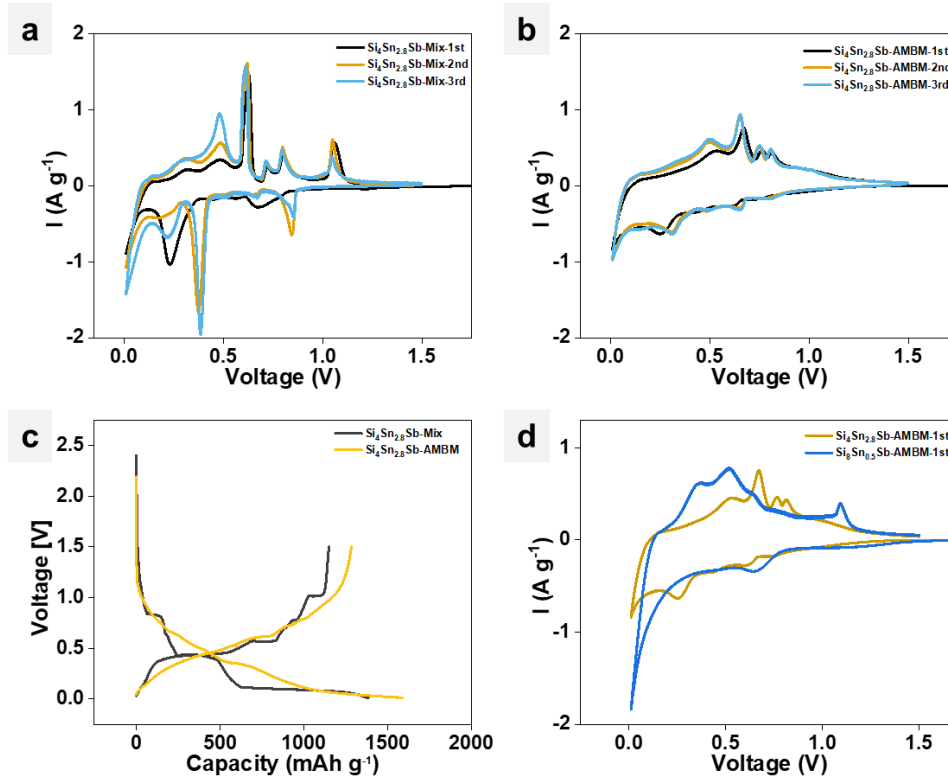 a
2
1
0
-1
-2
I (A g⁻¹)
Si₄Sn₂.₈Sb-Mix-1st
Si₄Sn₂.₈Sb-Mix-2nd
Si₄Sn₂.₈Sb-Mix-3rd
0.0 0.5 1.0 1.5
Voltage (V)
b
2
1
0
-1
-2
I (A g⁻¹)
Si₄Sn₂.₈Sb-AMBM-1st
Si₄Sn₂.₈Sb-AMBM-2nd
Si₄Sn₂.₈Sb-AMBM-3rd
0.0 0.5 1.0 1.5
Voltage (V)
c
2.5
2.0
1.5
1.0
0.5
0.0
Voltage [V]
Si₄Sn₂.₈Sb-Mix
Si₄Sn₂.₈Sb-AMBM
0 500 1000 1500 2000
Capacity (mAh g⁻¹)
d
1
0
-1
-2
I (A g⁻¹)
Si₄Sn₂.₈Sb-AMBM-1st
Si₈Sn₀.₅Sb-AMBM-1st
0.0 0.5 1.0 1.5
Voltage (V)